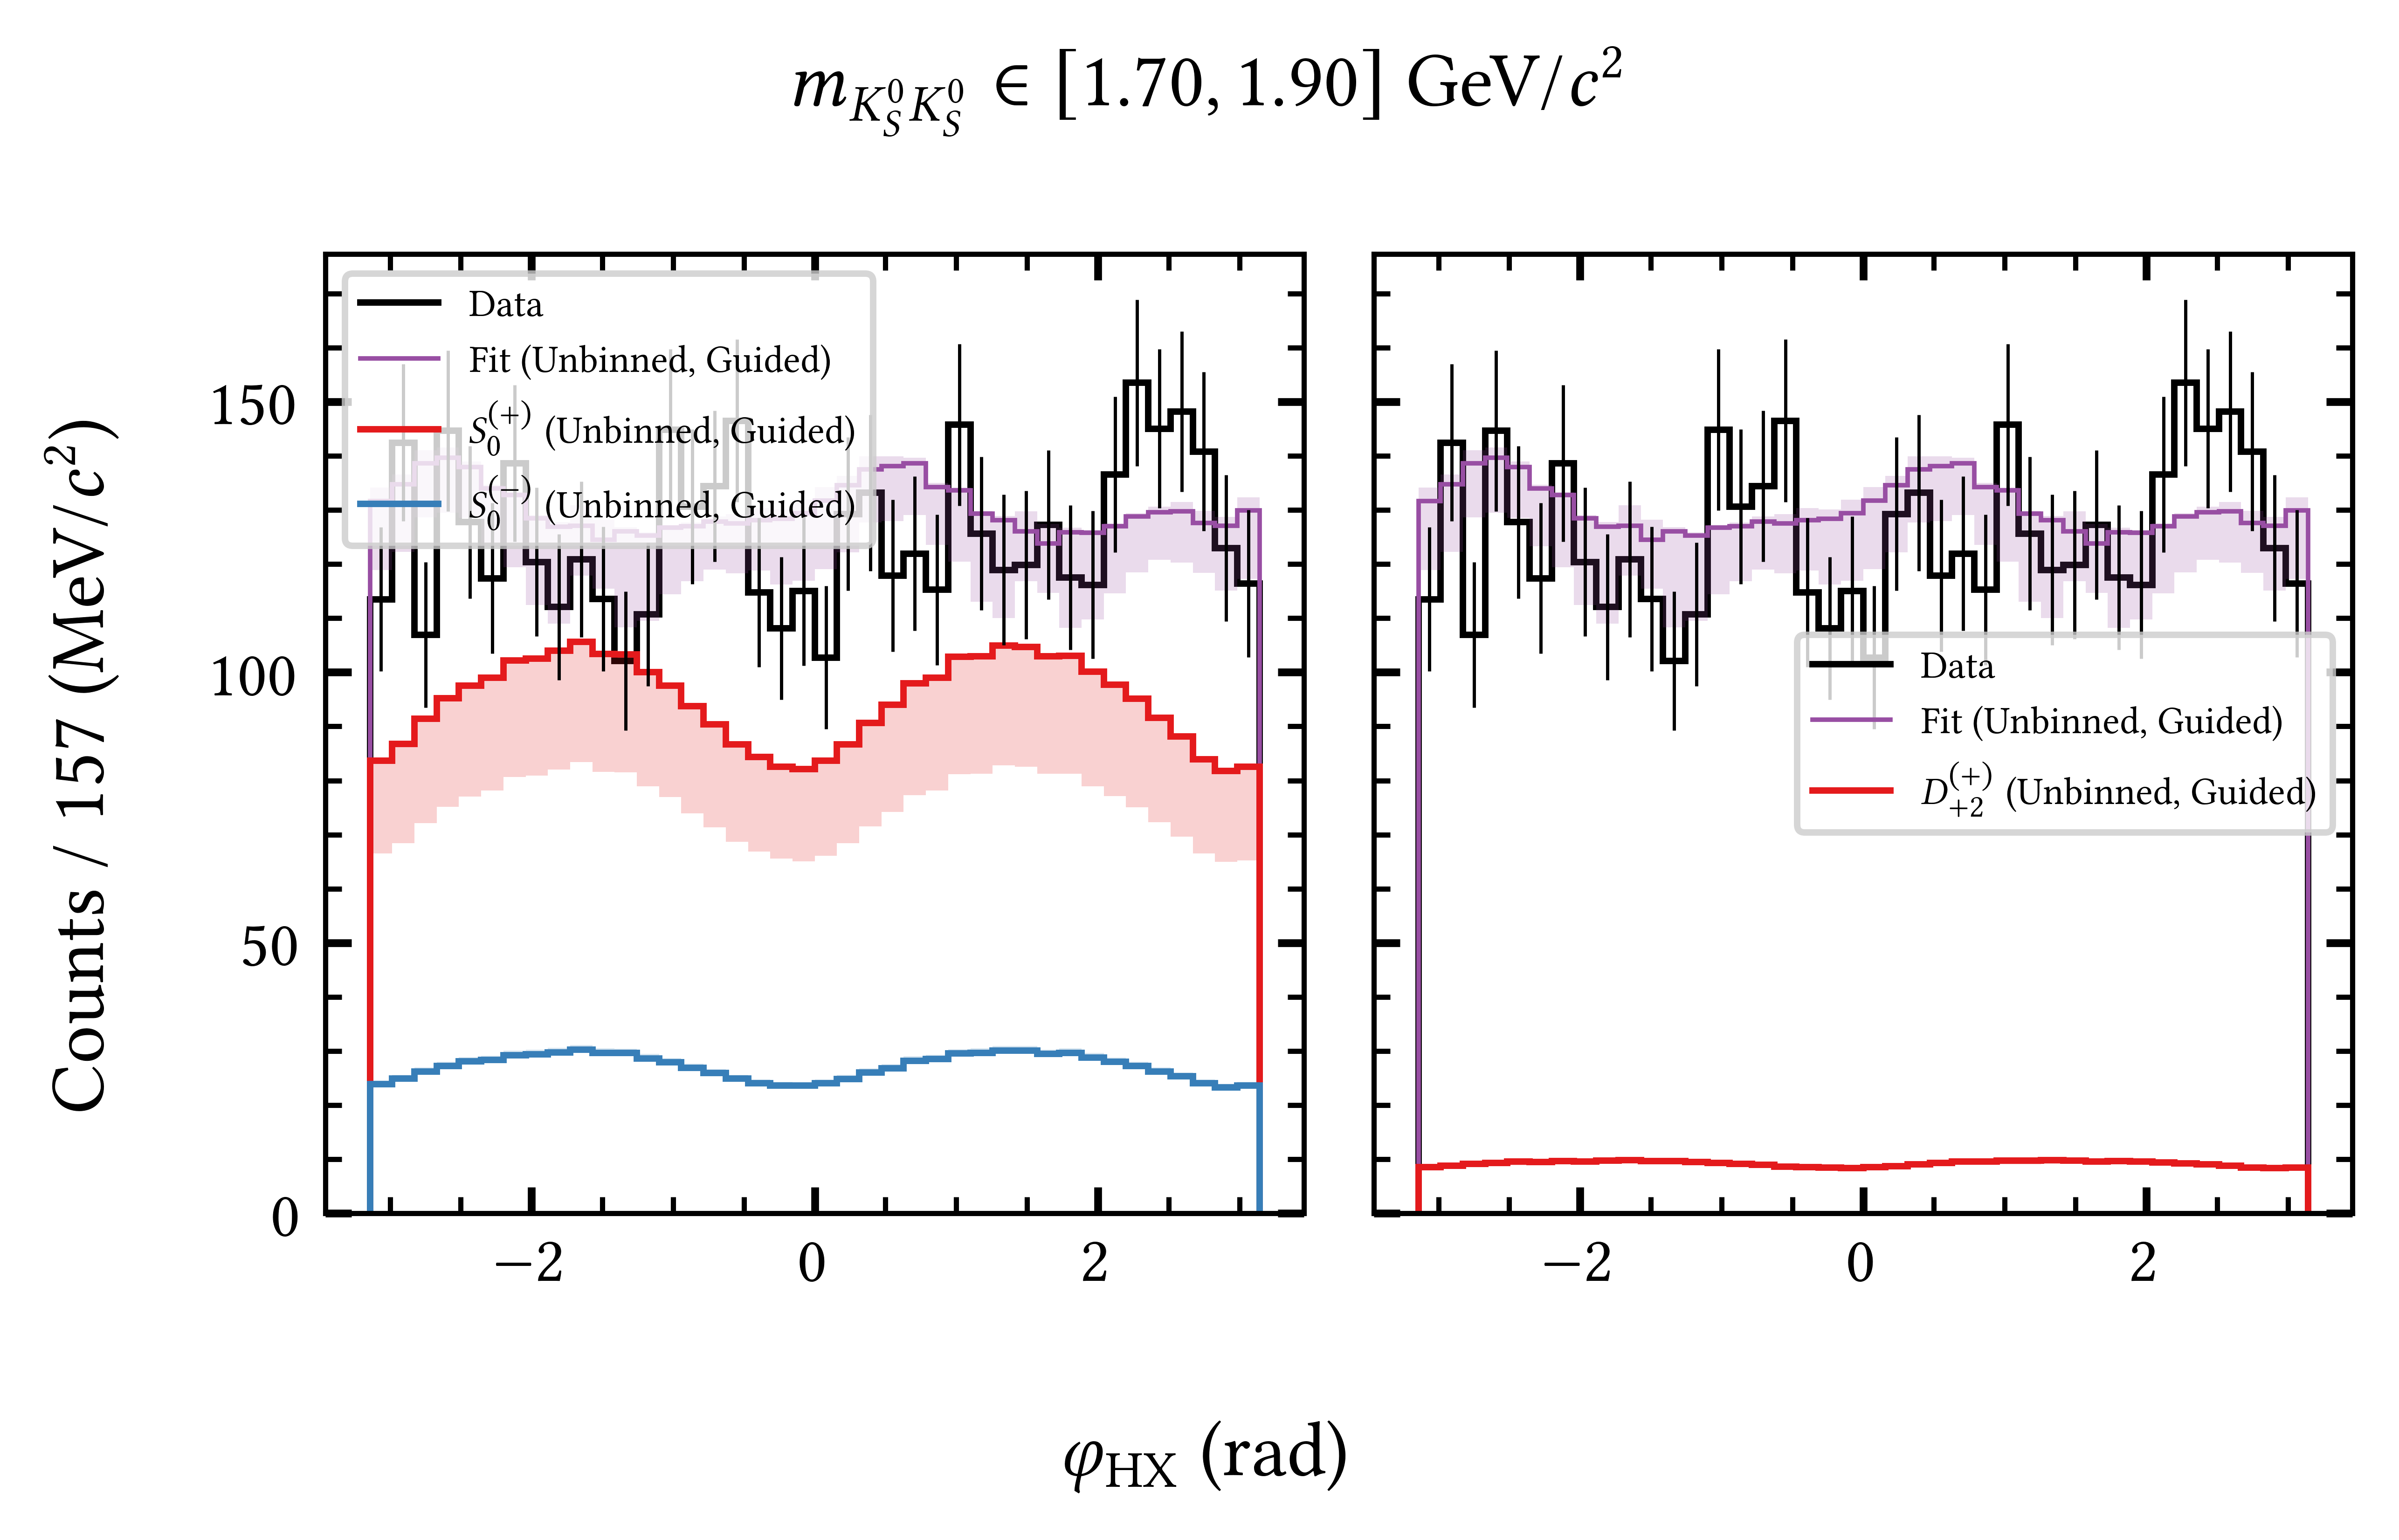 m_{K_S^0 K_S^0} ∈ [1.70, 1.90] GeV/c²
Counts / 157 (MeV/c²)
150
100
50
0
Data
Fit (Unbinned, Guided)
S_0^{(+)} (Unbinned, Guided)
S_0^{(−)} (Unbinned, Guided)
Data
Fit (Unbinned, Guided)
D_{+2}^{(+)} (Unbinned, Guided)
−2 0 2
−2 0 2
φ_{HX} (rad)